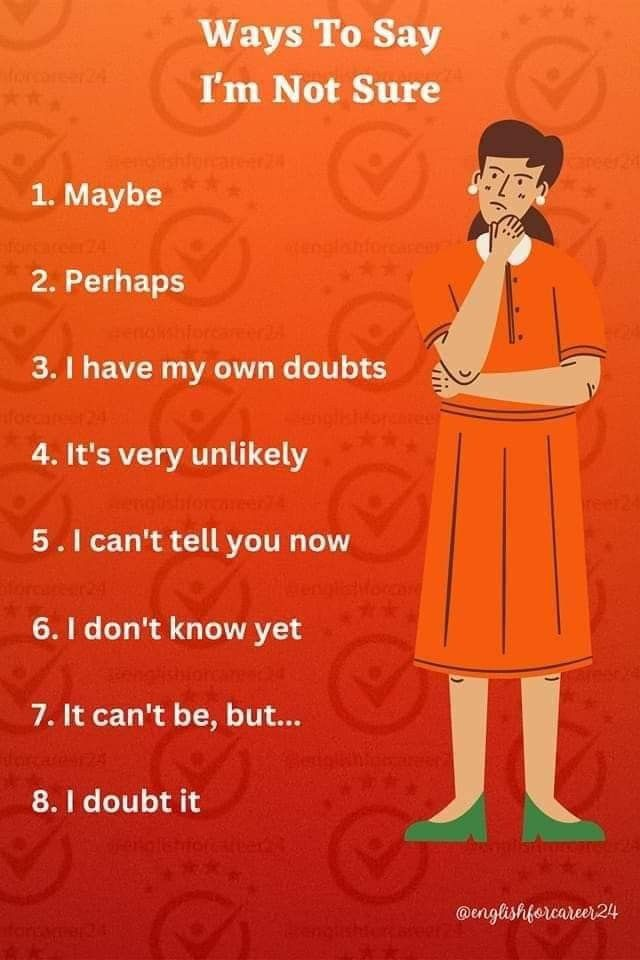 Ways To Say
I'm Not Sure
1. Maybe
2. Perhaps
3. I have my own doubts
4. It's very unlikely
5 . I can't tell you now
6. I don't know yet
7. It can't be, but...
8. I doubt it
@englishforcareer24